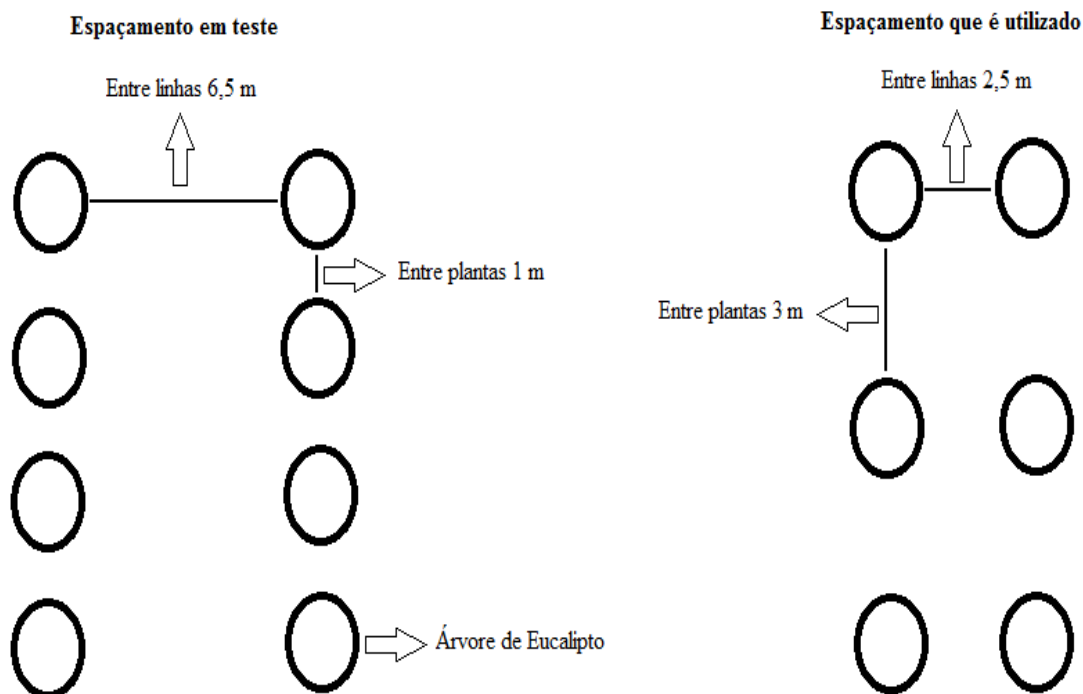 Espaçamento em teste
Entre linhas 6,5 m
Entre plantas 1 m
Árvore de Eucalipto
Espaçamento que é utilizado
Entre linhas 2,5 m
Entre plantas 3 m